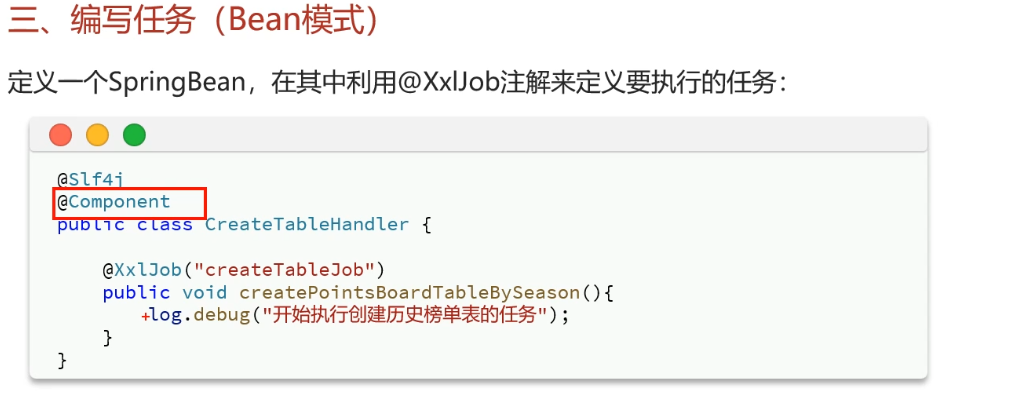 三、编写任务（Bean模式）
定义一个SpringBean，在其中利用@XxlJob注解来定义要执行的任务：
@Slf4j
@Component
public class CreateTableHandler {
@XxlJob("createTableJob")
public void createPointsBoardTableBySeason(){
log.debug("开始执行创建历史榜单表的任务");
}
}